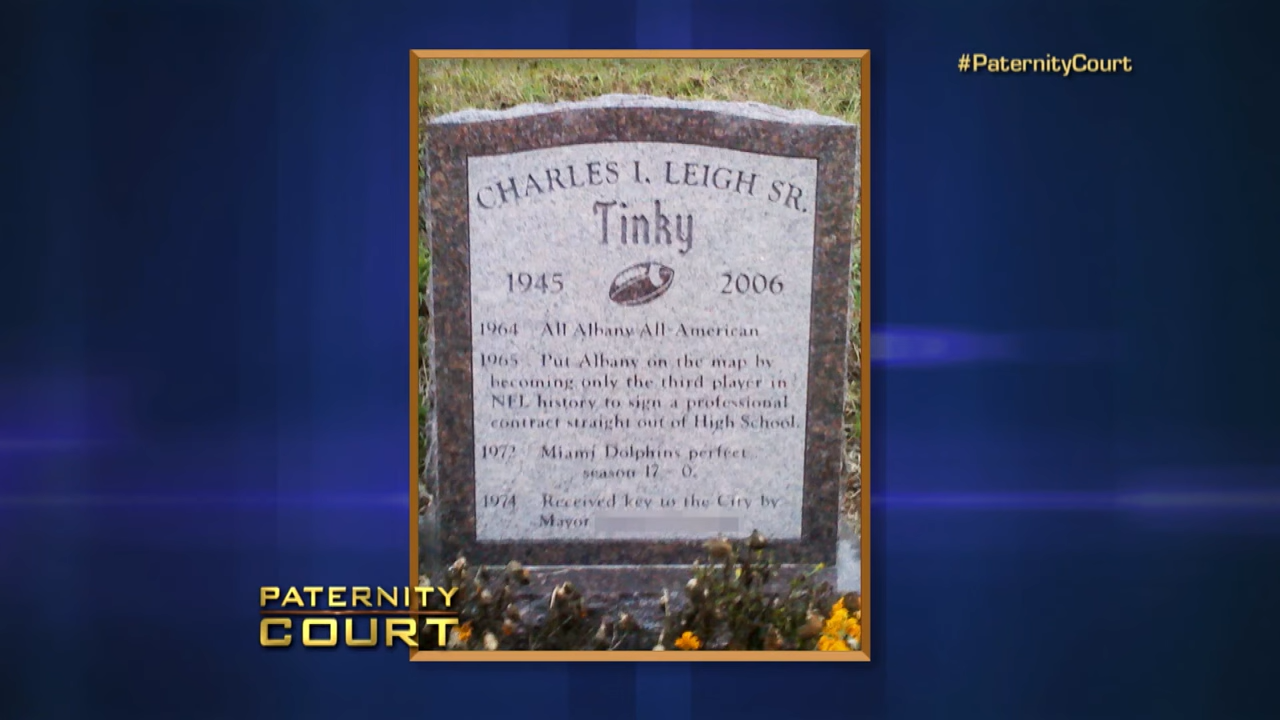 #PaternityCourt
CHARLES I. LEIGH SR.
Tinky
1945 2006
1964 All Albany All-American
1965 Put Albany on the map by
becoming only the third player in
NFL history to sign a professional
contract straight out of High School.
1972 Miami Dolphins perfect
season 17 - 0.
1974 Received key to the City by
Mayor
PATERNITY
COURT